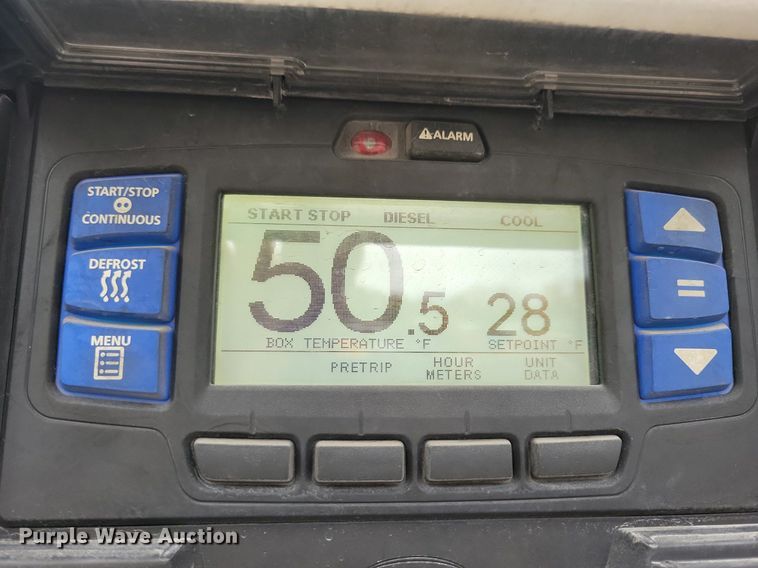 ALARM
START/STOP
CONTINUOUS
DEFROST
MENU
START STOP DIESEL COOL
50.5 28
BOX TEMPERATURE °F SETPOINT °F
PRETRIP HOUR METERS UNIT DATA
=
Purple Wave Auction®